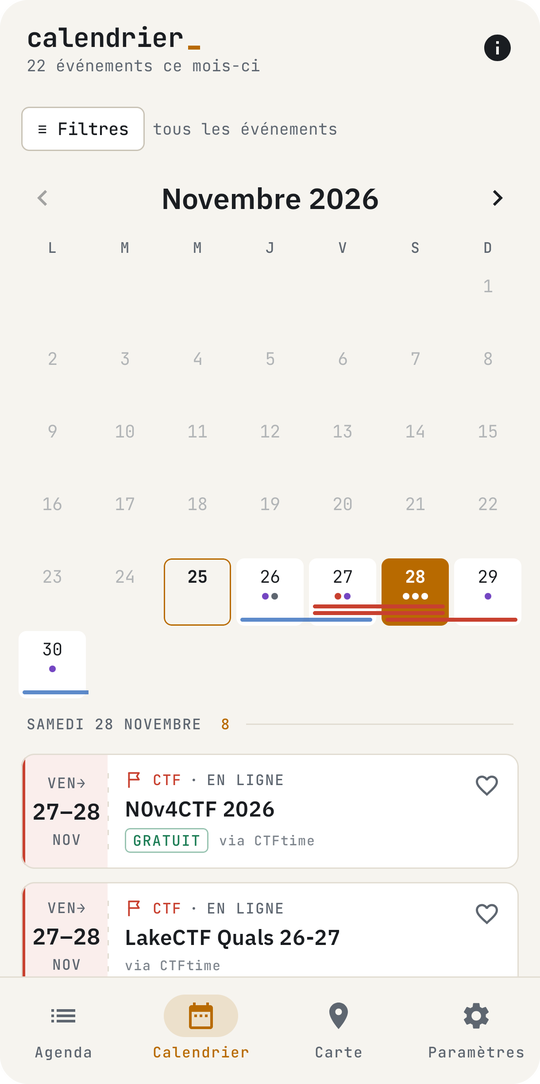 calendrier_
22 événements ce mois-ci
≡ Filtres tous les événements
Novembre 2026
L M M J V S D
1
2 3 4 5 6 7 8
9 10 11 12 13 14 15
16 17 18 19 20 21 22
23 24 25 26 27 28 29
30
SAMEDI 28 NOVEMBRE 8
VEN→
27–28
NOV
CTF · EN LIGNE
N0v4CTF 2026
GRATUIT via CTFtime
VEN→
27–28
NOV
CTF · EN LIGNE
LakeCTF Quals 26-27
via CTFtime
Agenda Calendrier Carte Paramètres